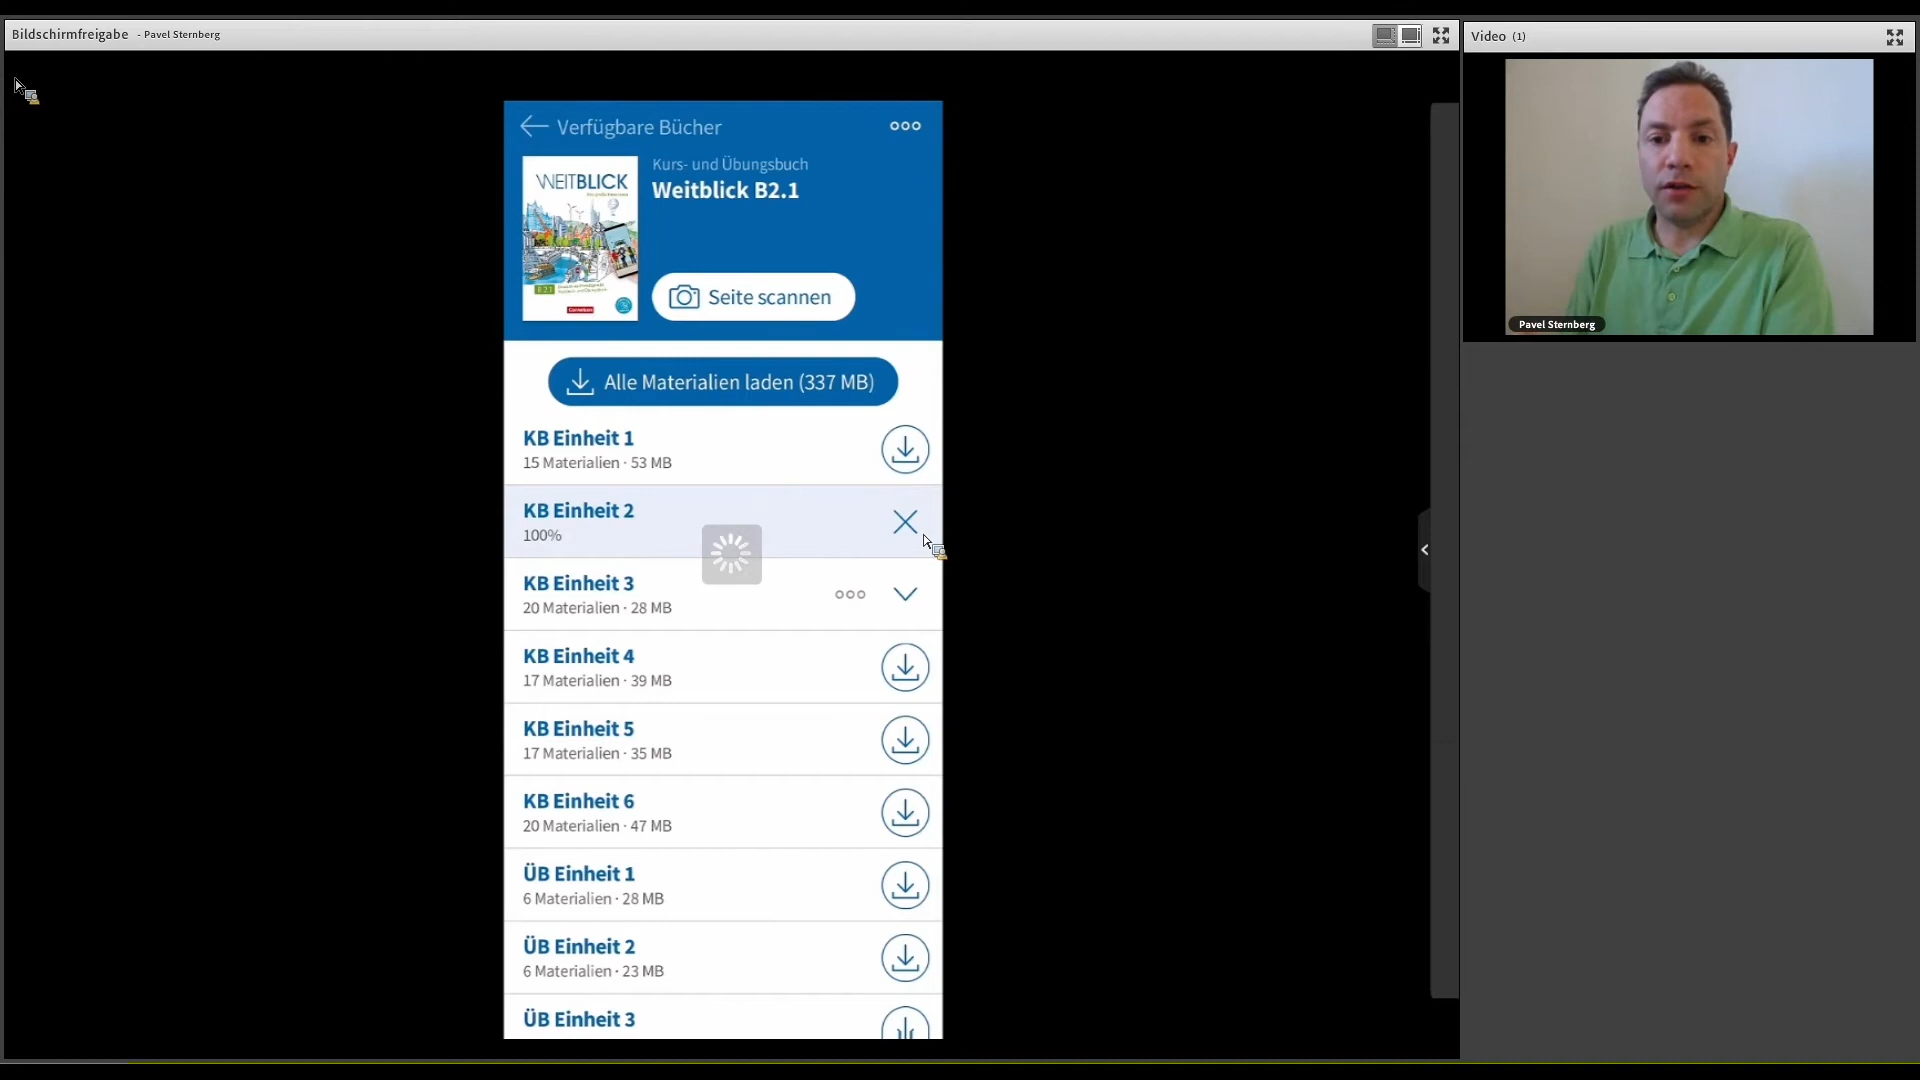 Bildschirmfreigabe - Pavel Sternberg
Video (1)
Verfügbare Bücher
Kurs- und Übungsbuch
Weitblick B2.1
WEITBLICK
B2.1
Cornelsen
Seite scannen
Pavel Sternberg
Alle Materialien laden (337 MB)
KB Einheit 1
15 Materialien · 53 MB
KB Einheit 2
100%
KB Einheit 3
20 Materialien · 28 MB
KB Einheit 4
17 Materialien · 39 MB
KB Einheit 5
17 Materialien · 35 MB
KB Einheit 6
20 Materialien · 47 MB
ÜB Einheit 1
6 Materialien · 28 MB
ÜB Einheit 2
6 Materialien · 23 MB
ÜB Einheit 3